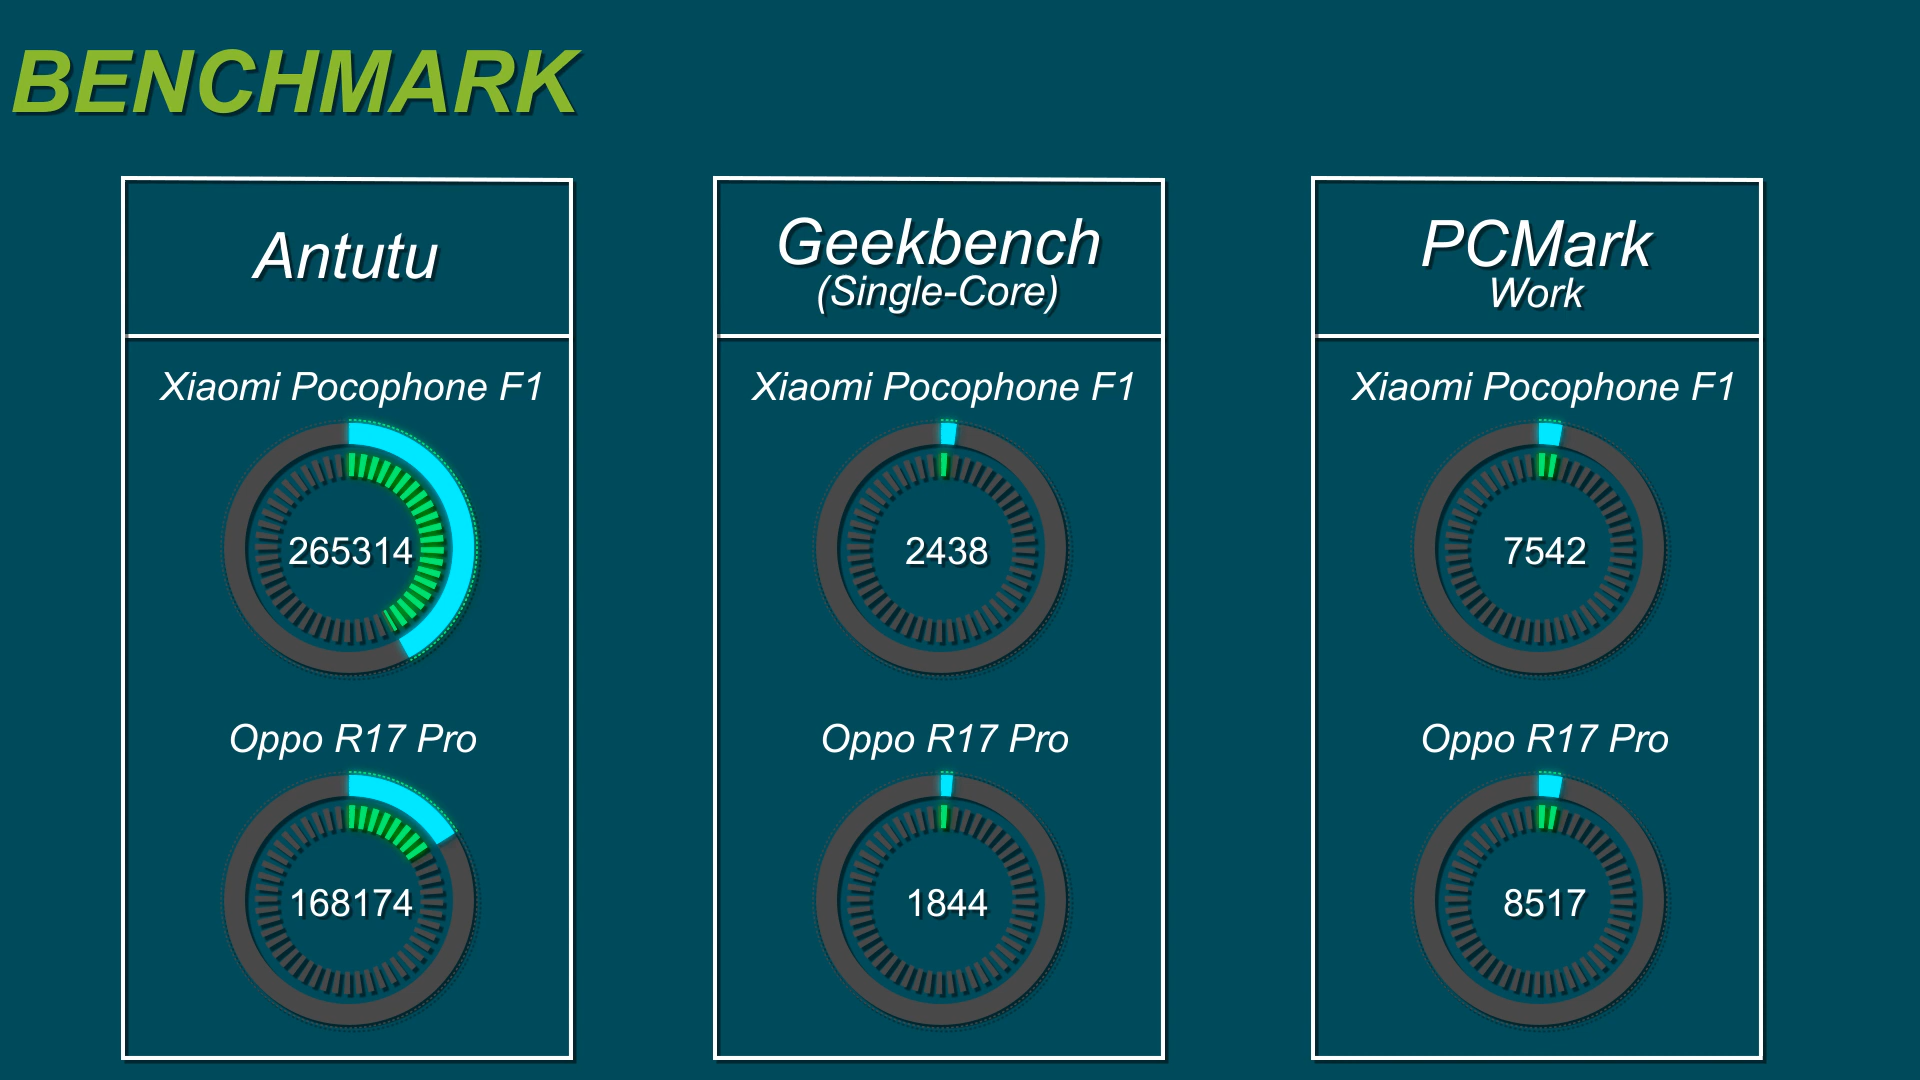 BENCHMARK
Antutu
Xiaomi Pocophone F1
265314
Oppo R17 Pro
168174
Geekbench
(Single-Core)
Xiaomi Pocophone F1
2438
Oppo R17 Pro
1844
PCMark
Work
Xiaomi Pocophone F1
7542
Oppo R17 Pro
8517